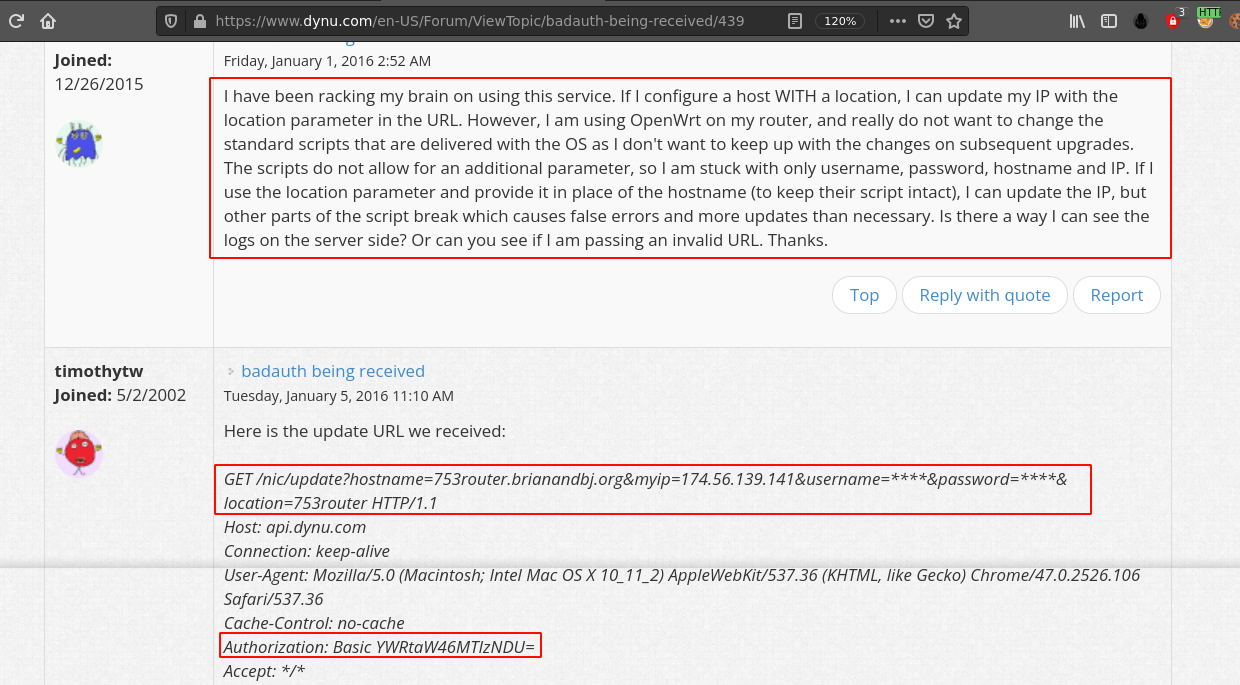 https://www.dynu.com/en-US/Forum/ViewTopic/badauth-being-received/439
120%
3
HTT
Joined:
12/26/2015
Friday, January 1, 2016 2:52 AM
I have been racking my brain on using this service. If I configure a host WITH a location, I can update my IP with the
location parameter in the URL. However, I am using OpenWrt on my router, and really do not want to change the
standard scripts that are delivered with the OS as I don't want to keep up with the changes on subsequent upgrades.
The scripts do not allow for an additional parameter, so I am stuck with only username, password, hostname and IP. If I
use the location parameter and provide it in place of the hostname (to keep their script intact), I can update the IP, but
other parts of the script break which causes false errors and more updates than necessary. Is there a way I can see the
logs on the server side? Or can you see if I am passing an invalid URL. Thanks.
Top
Reply with quote
Report
timothytw
Joined: 5/2/2002
badauth being received
Tuesday, January 5, 2016 11:10 AM
Here is the update URL we received:
GET /nic/update?hostname=753router.brianandbj.org&myip=174.56.139.141&username=****&password=****&
location=753router HTTP/1.1
Host: api.dynu.com
Connection: keep-alive
User-Agent: Mozilla/5.0 (Macintosh; Intel Mac OS X 10_11_2) AppleWebKit/537.36 (KHTML, like Gecko) Chrome/47.0.2526.106
Safari/537.36
Cache-Control: no-cache
Authorization: Basic YWRtaW46MTIzNDU=
Accept: */*